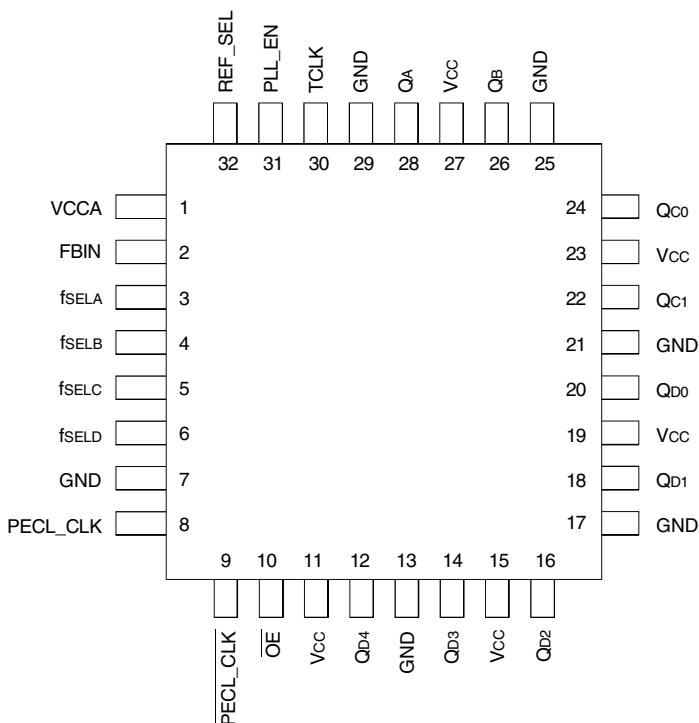 REF_SEL PLL_EN TCLK GND QA VCC QB GND
32 31 30 29 28 27 26 25
VCCA 1 24 QC0
FBIN 2 23 VCC
fSELA 3 22 QC1
fSELB 4 21 GND
fSELC 5 20 QD0
fSELD 6 19 VCC
GND 7 18 QD1
PECL_CLK 8 17 GND
9 10 11 12 13 14 15 16
P̅E̅C̅L̅_̅C̅L̅K̅ O̅E̅ VCC QD4 GND QD3 VCC QD2